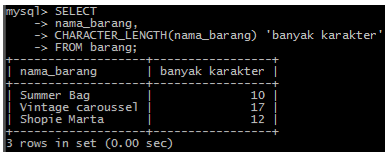 mysql> SELECT
    -> nama_barang,
    -> CHARACTER_LENGTH(nama_barang) 'banyak karakter'
    -> FROM barang;
+-------------------+-----------------+
| nama_barang       | banyak karakter |
+-------------------+-----------------+
| Summer Bag        |              10 |
| Vintage caroussel |              17 |
| Shopie Marta      |              12 |
+-------------------+-----------------+
3 rows in set (0.00 sec)